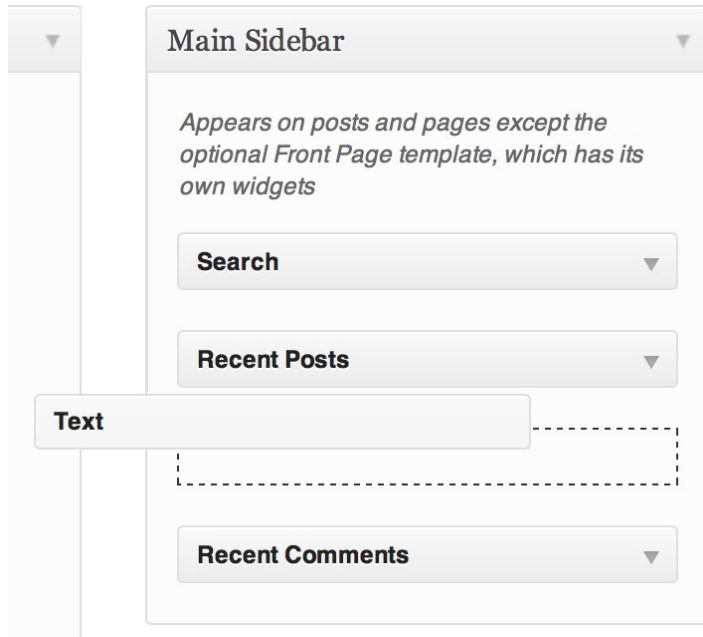 Main Sidebar
Appears on posts and pages except the
optional Front Page template, which has its
own widgets
Search
Recent Posts
Text
Recent Comments